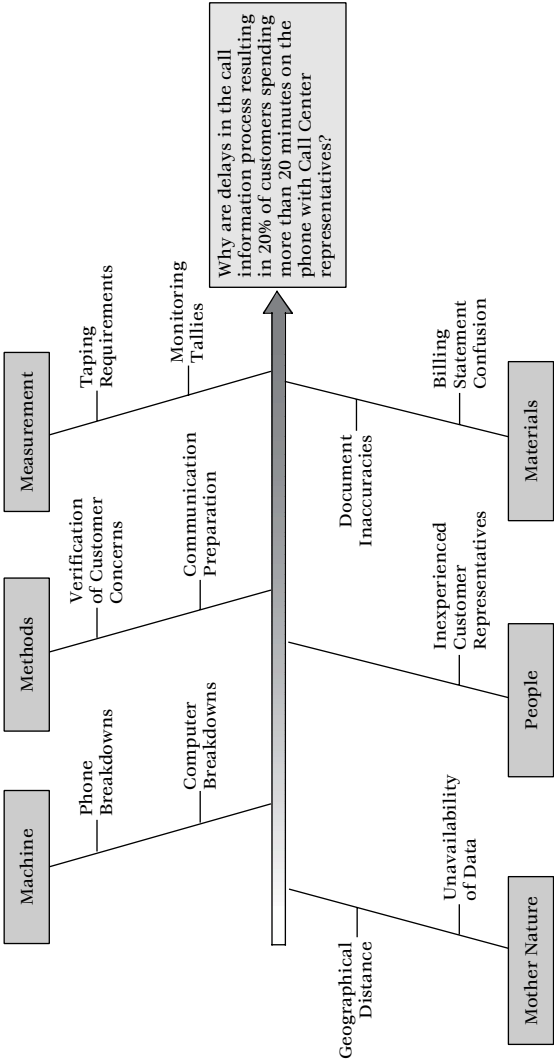 Machine
Methods
Measurement
Phone
Breakdowns
Computer
Breakdowns
Verification
of Customer
Concerns
Communication
Preparation
Taping
Requirements
Monitoring
Tallies
Why are delays in the call
information process resulting
in 20% of customers spending
more than 20 minutes on the
phone with Call Center
representatives?
Geographical
Distance
Unavailability
of Data
Inexperienced
Customer
Representatives
Document
Inaccuracies
Billing
Statement
Confusion
Mother Nature
People
Materials